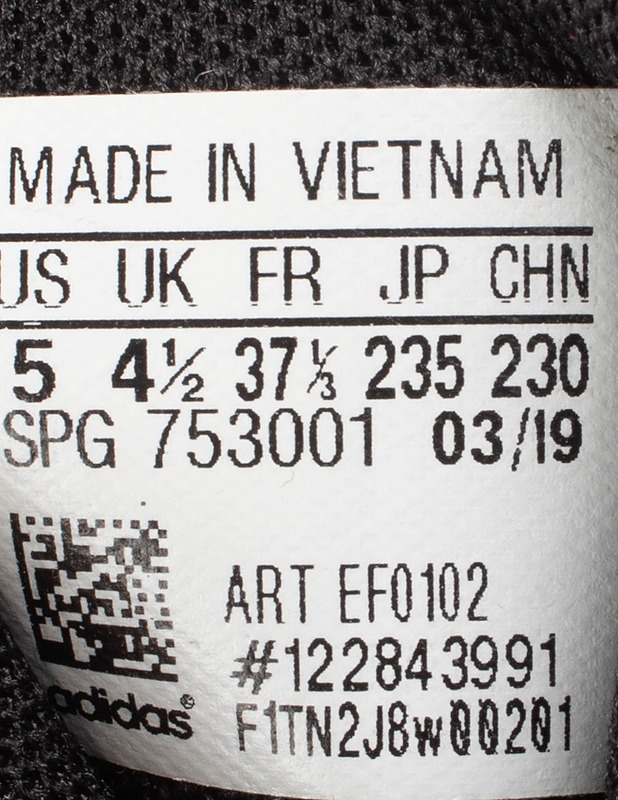 MADE IN VIETNAM
US UK FR JP CHN
5 4½ 37⅓ 235 230
SPG 753001 03/19
ART EF0102
#122843991
adidas®
F1TN2J8w00201